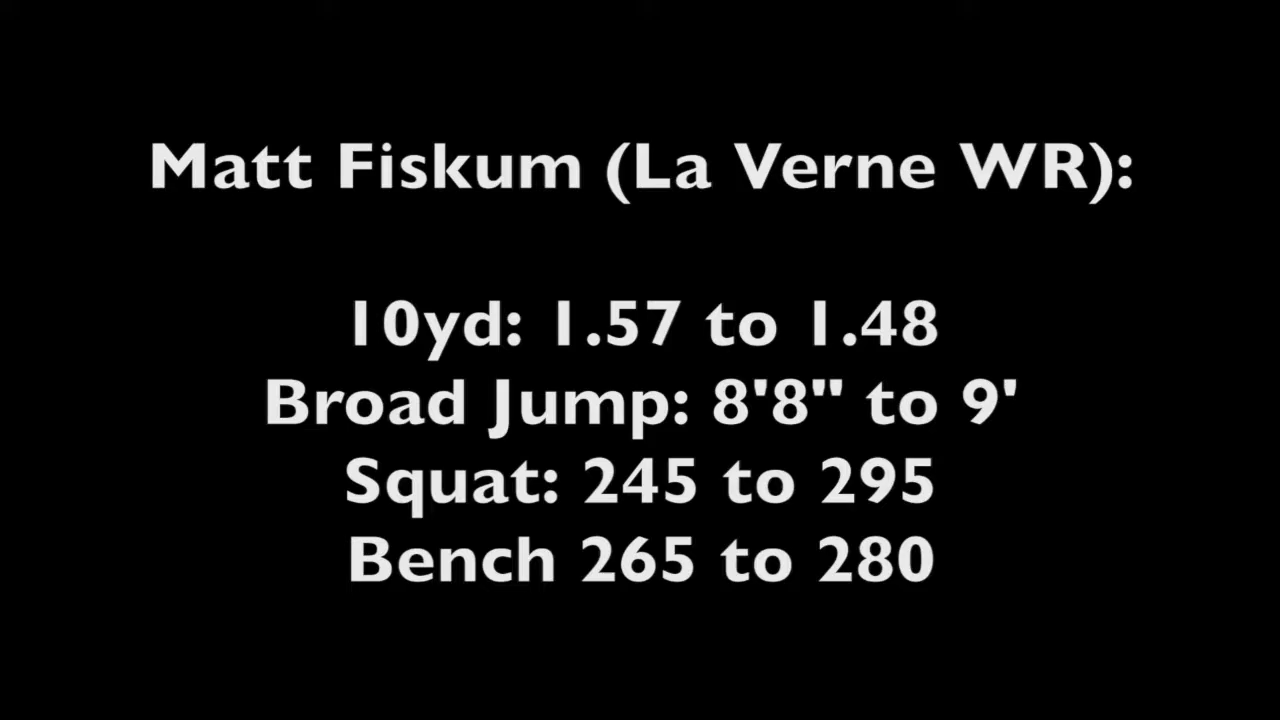 Matt Fiskum (La Verne WR):
10yd: 1.57 to 1.48
Broad Jump: 8'8" to 9'
Squat: 245 to 295
Bench 265 to 280